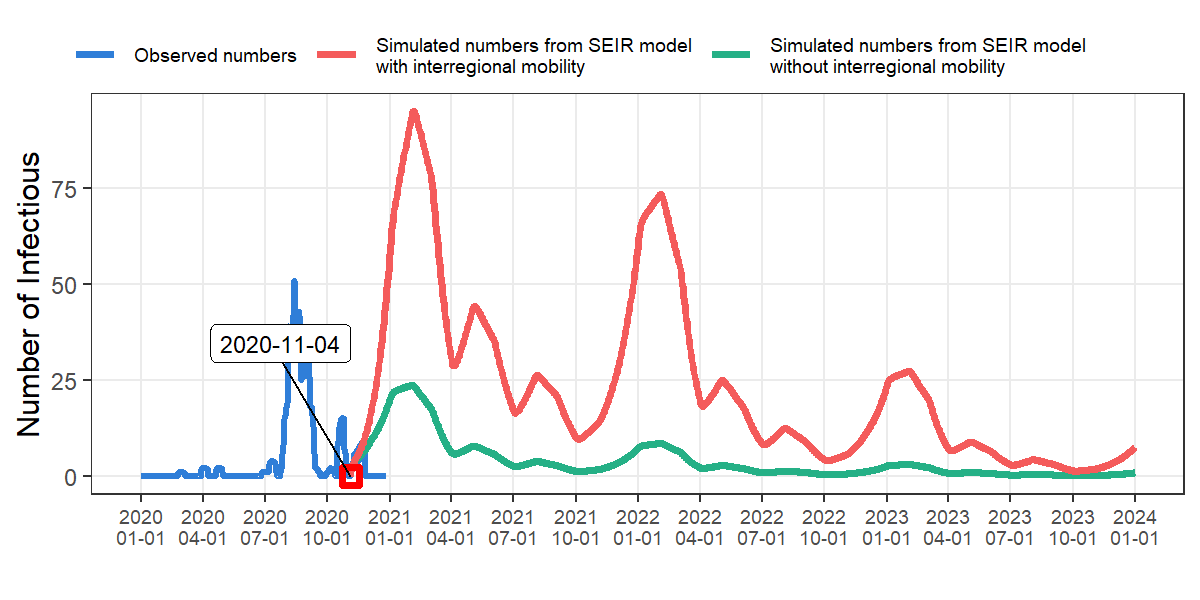 Observed numbers
Simulated numbers from SEIR model
with interregional mobility
Simulated numbers from SEIR model
without interregional mobility
Number of Infectious
75
50
25
0
2020-11-04
2020 2020 2020 2020 2021 2021 2021 2021 2022 2022 2022 2022 2023 2023 2023 2023 2024
01-01 04-01 07-01 10-01 01-01 04-01 07-01 10-01 01-01 04-01 07-01 10-01 01-01 04-01 07-01 10-01 01-01